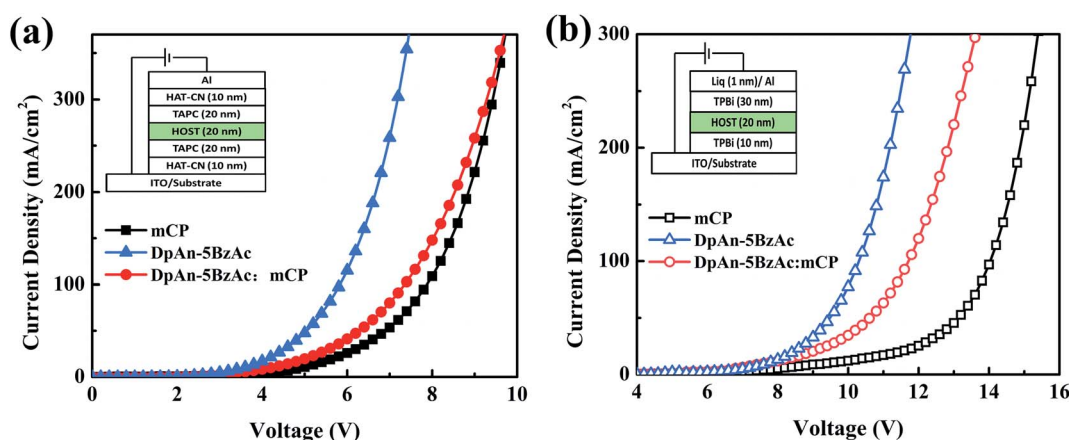 (a)
Current Density (mA/cm²)
300
200
100
0
Al
HAT-CN (10 nm)
TAPC (20 nm)
HOST (20 nm)
TAPC (20 nm)
HAT-CN (10 nm)
ITO/Substrate
mCP
DpAn-5BzAc
DpAn-5BzAc: mCP
0 2 4 6 8 10
Voltage (V)
(b)
Current Density (mA/cm²)
300
200
100
0
Liq (1 nm)/ Al
TPBi (30 nm)
HOST (20 nm)
TPBi (10 nm)
ITO/Substrate
mCP
DpAn-5BzAc
DpAn-5BzAc:mCP
4 6 8 10 12 14 16
Voltage (V)